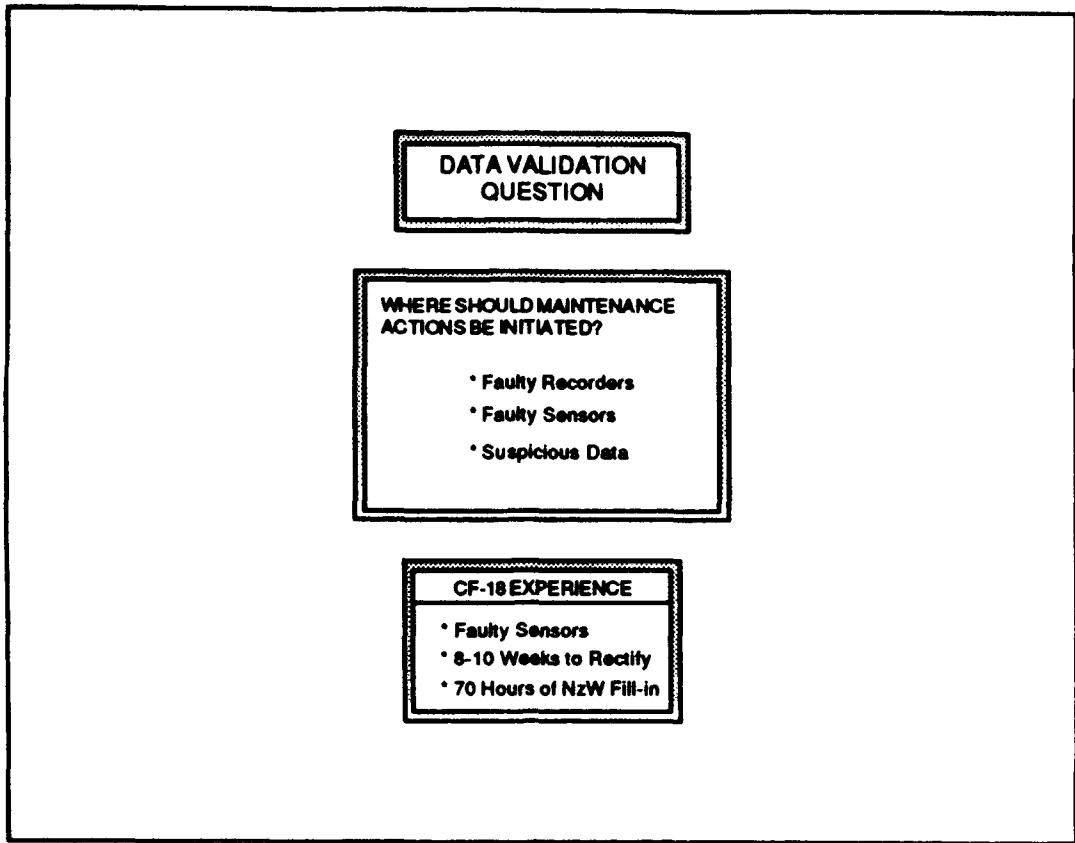 DATA VALIDATION
QUESTION
WHERE SHOULD MAINTENANCE
ACTIONS BE INITIATED?
* Faulty Recorders
* Faulty Sensors
* Suspicious Data
CF-18 EXPERIENCE
* Faulty Sensors
* 8-10 Weeks to Rectify
* 70 Hours of NzW Fill-in